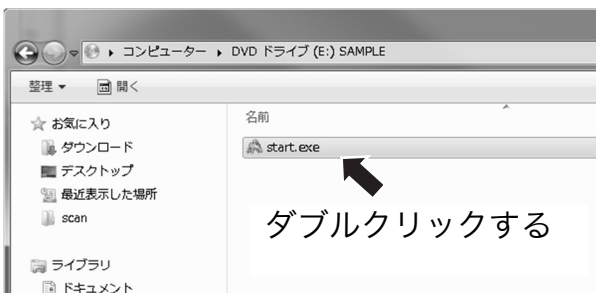 コンピューター ▸ DVD ドライブ (E:) SAMPLE
整理 ▼ 開く
お気に入り
ダウンロード
デスクトップ
最近表示した場所
scan
ライブラリ
ドキュメント
名前
start.exe
ダブルクリックする